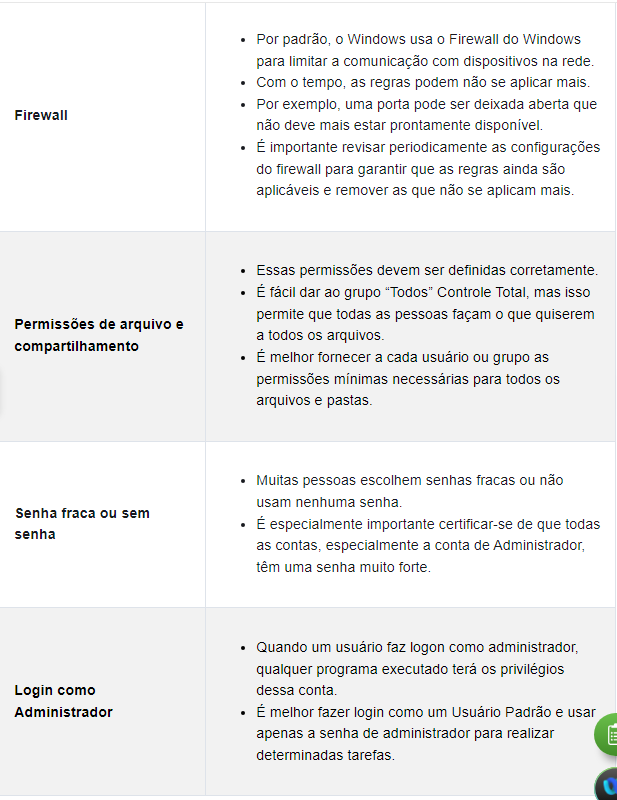 Firewall
Por padrão, o Windows usa o Firewall do Windows
para limitar a comunicação com dispositivos na rede.
Com o tempo, as regras podem não se aplicar mais.
Por exemplo, uma porta pode ser deixada aberta que
não deve mais estar prontamente disponível.
É importante revisar periodicamente as configurações
do firewall para garantir que as regras ainda são
aplicáveis e remover as que não se aplicam mais.
Permissões de arquivo e
compartilhamento
Essas permissões devem ser definidas corretamente.
É fácil dar ao grupo “Todos” Controle Total, mas isso
permite que todas as pessoas façam o que quiserem
a todos os arquivos.
É melhor fornecer a cada usuário ou grupo as
permissões mínimas necessárias para todos os
arquivos e pastas.
Senha fraca ou sem
senha
Muitas pessoas escolhem senhas fracas ou não
usam nenhuma senha.
É especialmente importante certificar-se de que todas
as contas, especialmente a conta de Administrador,
têm uma senha muito forte.
Login como
Administrador
Quando um usuário faz logon como administrador,
qualquer programa executado terá os privilégios
dessa conta.
É melhor fazer login como um Usuário Padrão e usar
apenas a senha de administrador para realizar
determinadas tarefas.